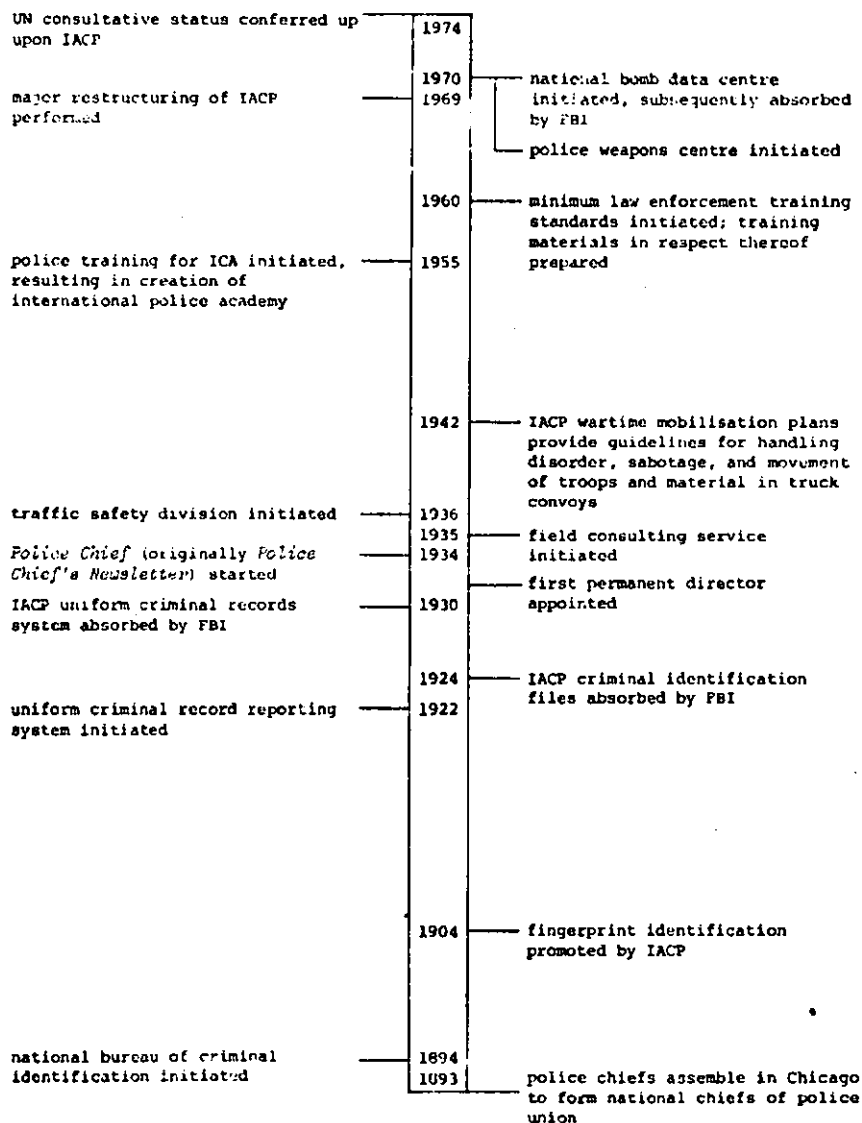 UN consultative status conferred up
upon IACP
1974
1970
national bomb data centre
initiated, subsequently absorbed
by FBI
major restructuring of IACP
performed
1969
police weapons centre initiated
1960
minimum law enforcement training
standards initiated; training
materials in respect thereof
prepared
police training for ICA initiated,
resulting in creation of
international police academy
1955
1942
IACP wartime mobilisation plans
provide guidelines for handling
disorder, sabotage, and movement
of troops and material in truck
convoys
traffic safety division initiated
1936
1935
field consulting service
initiated
Police Chief (originally Police
Chief's Newsletter) started
1934
first permanent director
appointed
IACP uniform criminal records
system absorbed by FBI
1930
1924
IACP criminal identification
files absorbed by FBI
uniform criminal record reporting
system initiated
1922
1904
fingerprint identification
promoted by IACP
national bureau of criminal
identification initiated
1894
1893
police chiefs assemble in Chicago
to form national chiefs of police
union